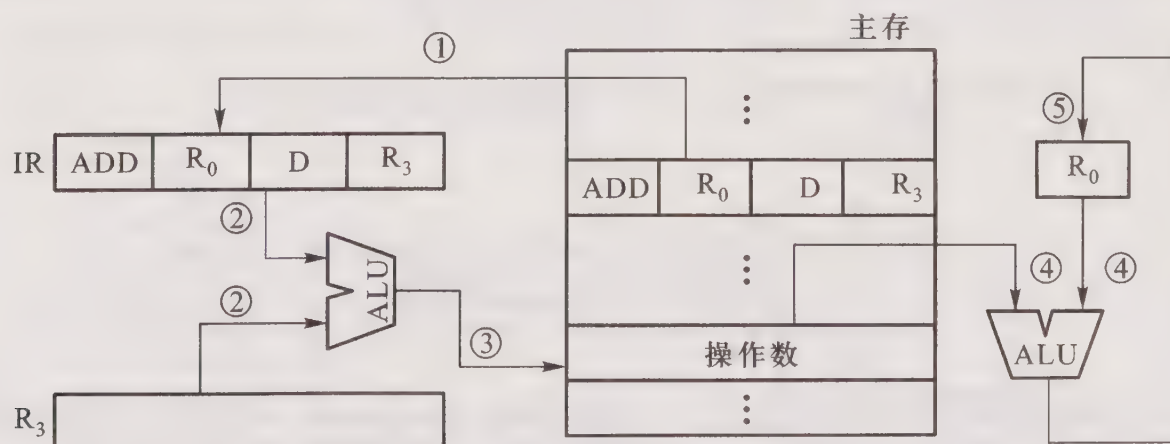 主存
①
⋮
⑤
IR ADD R₀ D R₃
R₀
ADD R₀ D R₃
②
⋮
④ ④
ALU
②
③
操作数
ALU
R₃
⋮